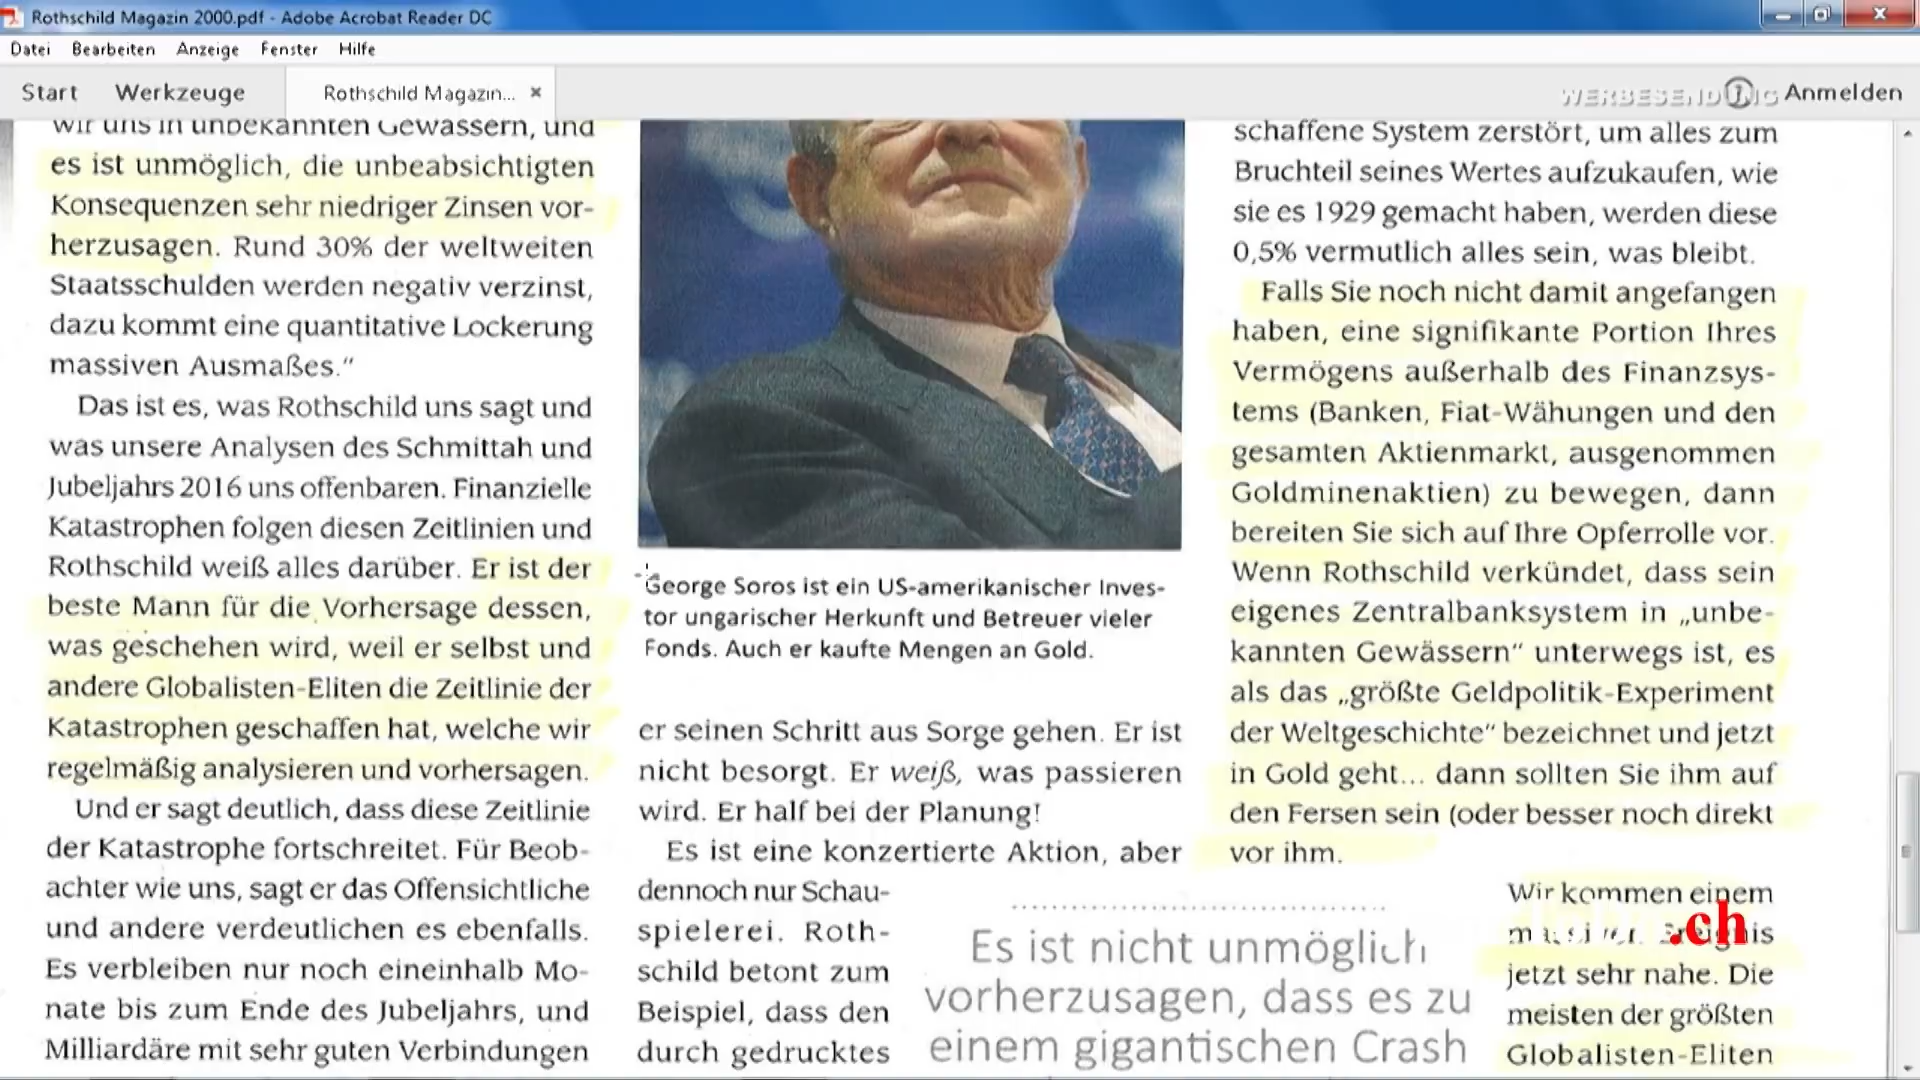 Rothschild Magazin 2000.pdf - Adobe Acrobat Reader DC
Datei Bearbeiten Anzeige Fenster Hilfe
Start Werkzeuge Rothschild Magazin... × WERBESENDUNG Anmelden
wir uns in unbekannten Gewässern, und
es ist unmöglich, die unbeabsichtigten
Konsequenzen sehr niedriger Zinsen vor-
herzusagen. Rund 30% der weltweiten
Staatsschulden werden negativ verzinst,
dazu kommt eine quantitative Lockerung
massiven Ausmaßes."
Das ist es, was Rothschild uns sagt und
was unsere Analysen des Schmittah und
Jubeljahrs 2016 uns offenbaren. Finanzielle
Katastrophen folgen diesen Zeitlinien und
Rothschild weiß alles darüber. Er ist der
beste Mann für die Vorhersage dessen,
was geschehen wird, weil er selbst und
andere Globalisten-Eliten die Zeitlinie der
Katastrophen geschaffen hat, welche wir
regelmäßig analysieren und vorhersagen.
Und er sagt deutlich, dass diese Zeitlinie
der Katastrophe fortschreitet. Für Beob-
achter wie uns, sagt er das Offensichtliche
und andere verdeutlichen es ebenfalls.
Es verbleiben nur noch eineinhalb Mo-
nate bis zum Ende des Jubeljahrs, und
Milliardäre mit sehr guten Verbindungen
George Soros ist ein US-amerikanischer Inves-
tor ungarischer Herkunft und Betreuer vieler
Fonds. Auch er kaufte Mengen an Gold.
er seinen Schritt aus Sorge gehen. Er ist
nicht besorgt. Er weiß, was passieren
wird. Er half bei der Planung!
Es ist eine konzertierte Aktion, aber
dennoch nur Schau-
spielerei. Roth-
schild betont zum
Beispiel, dass den
durch gedrucktes
Es ist nicht unmöglich
vorherzusagen, dass es zu
einem gigantischen Crash
schaffene System zerstört, um alles zum
Bruchteil seines Wertes aufzukaufen, wie
sie es 1929 gemacht haben, werden diese
0,5% vermutlich alles sein, was bleibt.
Falls Sie noch nicht damit angefangen
haben, eine signifikante Portion Ihres
Vermögens außerhalb des Finanzsys-
tems (Banken, Fiat-Wähungen und den
gesamten Aktienmarkt, ausgenommen
Goldminenaktien) zu bewegen, dann
bereiten Sie sich auf Ihre Opferrolle vor.
Wenn Rothschild verkündet, dass sein
eigenes Zentralbanksystem in „unbe-
kannten Gewässern" unterwegs ist, es
als das „größte Geldpolitik-Experiment
der Weltgeschichte" bezeichnet und jetzt
in Gold geht... dann sollten Sie ihm auf
den Fersen sein (oder besser noch direkt
vor ihm.
Wir kommen einem
.ch
jetzt sehr nahe. Die
meisten der größten
Globalisten-Eliten